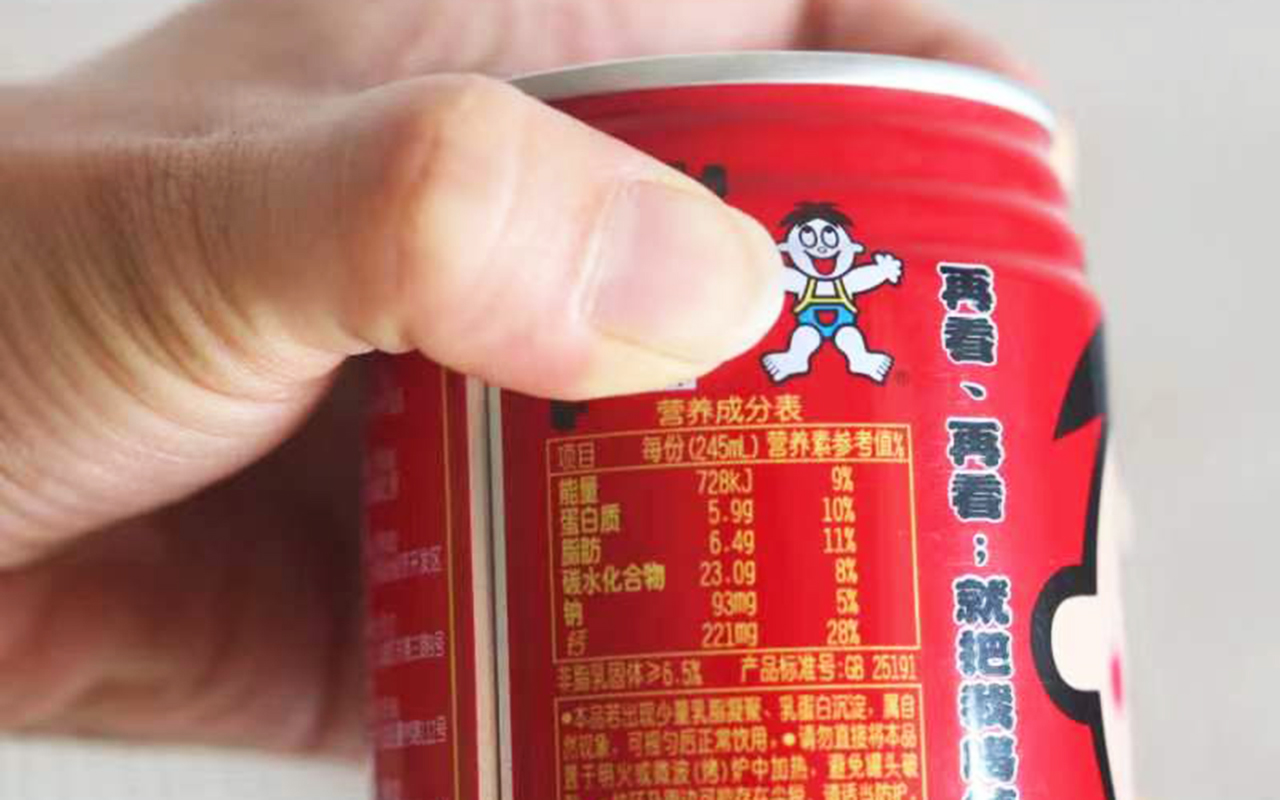 营养成分表
项目 每份(245mL) 营养素参考值%
能量 728kJ 9%
蛋白质 5.9g 10%
脂肪 6.4g 11%
碳水化合物 23.0g 8%
钠 93mg 5%
钙 221mg 28%
非脂乳固体≥6.5% 产品标准号:GB 25191
●本品若出现少量乳脂凝聚、乳蛋白沉淀,属自
然现象,可摇匀后正常饮用。●请勿直接将本品
置于明火或微波(烤)炉中加热,避免罐头破
再看、再看;就把我喝
开发区